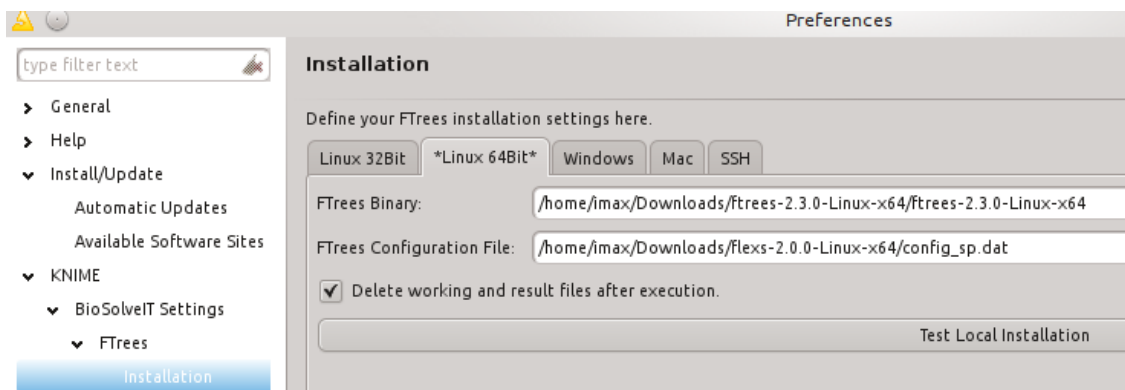 Preferences
type filter text
General
Help
Install/Update
Automatic Updates
Available Software Sites
KNIME
BioSolveIT Settings
FTrees
Installation
Installation
Define your FTrees installation settings here.
Linux 32Bit *Linux 64Bit* Windows Mac SSH
FTrees Binary: /home/imax/Downloads/ftrees-2.3.0-Linux-x64/ftrees-2.3.0-Linux-x64
FTrees Configuration File: /home/imax/Downloads/flexs-2.0.0-Linux-x64/config_sp.dat
Delete working and result files after execution.
Test Local Installation